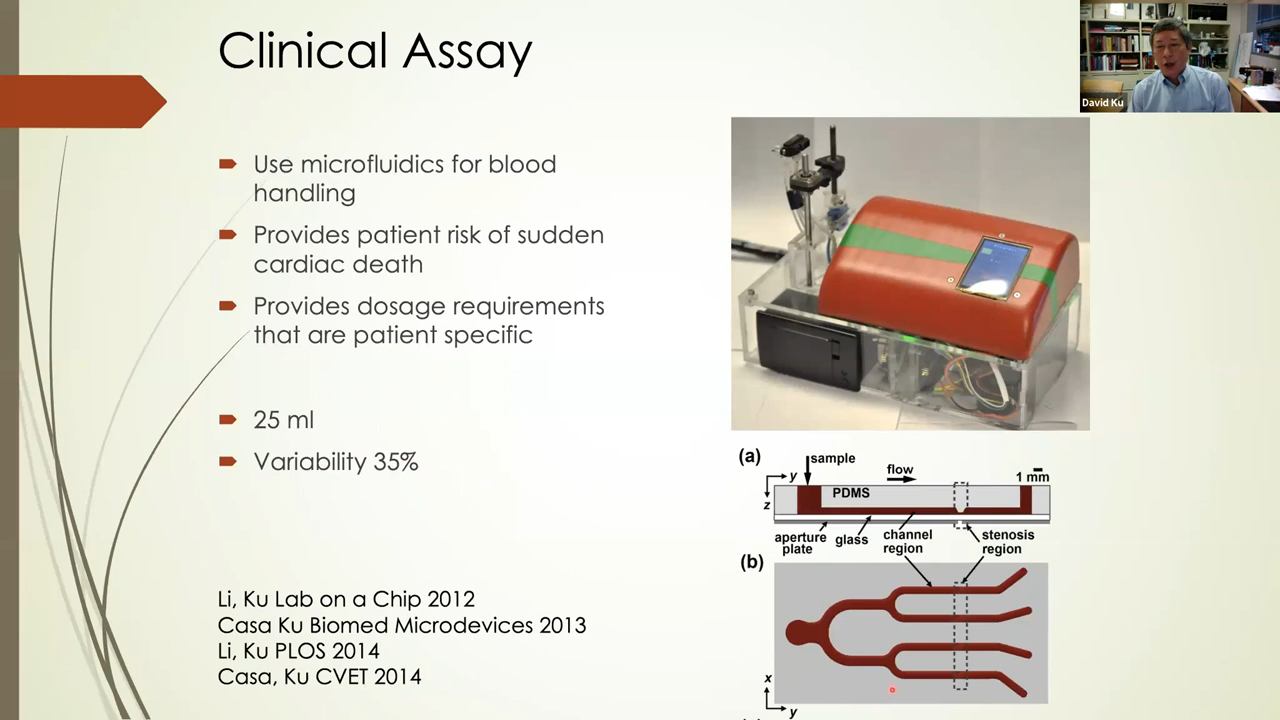 Clinical Assay
David Ku
Use microfluidics for blood
handling
Provides patient risk of sudden
cardiac death
Provides dosage requirements
that are patient specific
25 ml
Variability 35%
Li, Ku Lab on a Chip 2012
Casa Ku Biomed Microdevices 2013
Li, Ku PLOS 2014
Casa, Ku CVET 2014
(a)
sample
y
z
flow
1 mm
PDMS
aperture
plate
glass
channel
region
stenosis
region
(b)
x
y